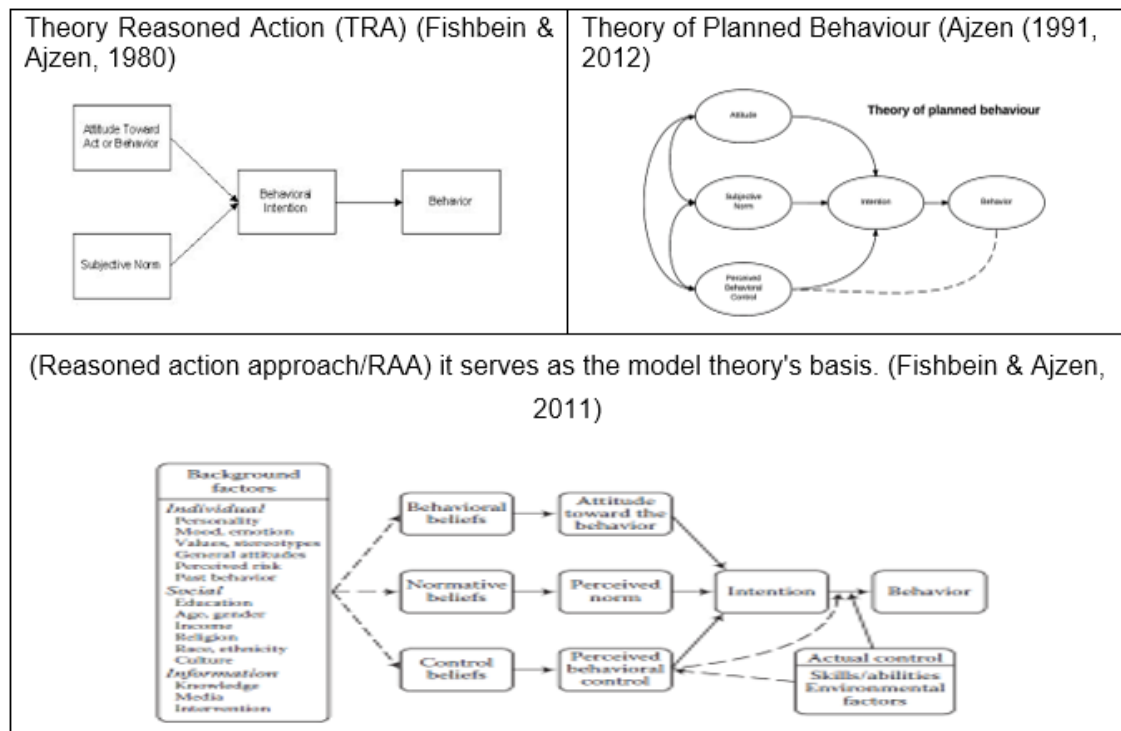 Theory Reasoned Action (TRA) (Fishbein &
Ajzen, 1980)
Attitude Toward
Act or Behavior
Behavioral
Intention
Behavior
Subjective Norm
Theory of Planned Behaviour (Ajzen (1991,
2012)
Theory of planned behaviour
Attitude
Subjective
Norm
Intention
Behavior
Perceived
Behavioral
Control
(Reasoned action approach/RAA) it serves as the model theory's basis. (Fishbein & Ajzen,
2011)
Background
factors
Individual
Personality
Mood, emotion
Values, stereotypes
General attitudes
Perceived risk
Past behavior
Social
Education
Age, gender
Income
Religion
Race, ethnicity
Culture
Information
Knowledge
Media
Intervention
Behavioral
beliefs
Attitude
toward the
behavior
Normative
beliefs
Perceived
norm
Intention
Behavior
Control
beliefs
Perceived
behavioral
control
Actual control
Skills/abilities
Environmental
factors